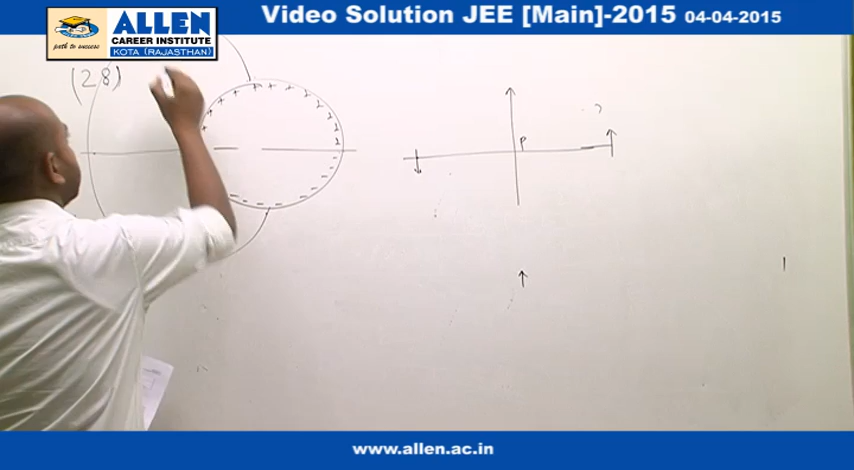 Video Solution JEE [Main]-2015 04-04-2015
path to success
ALLEN
CAREER INSTITUTE
KOTA (RAJASTHAN)
(28)
P
www.allen.ac.in